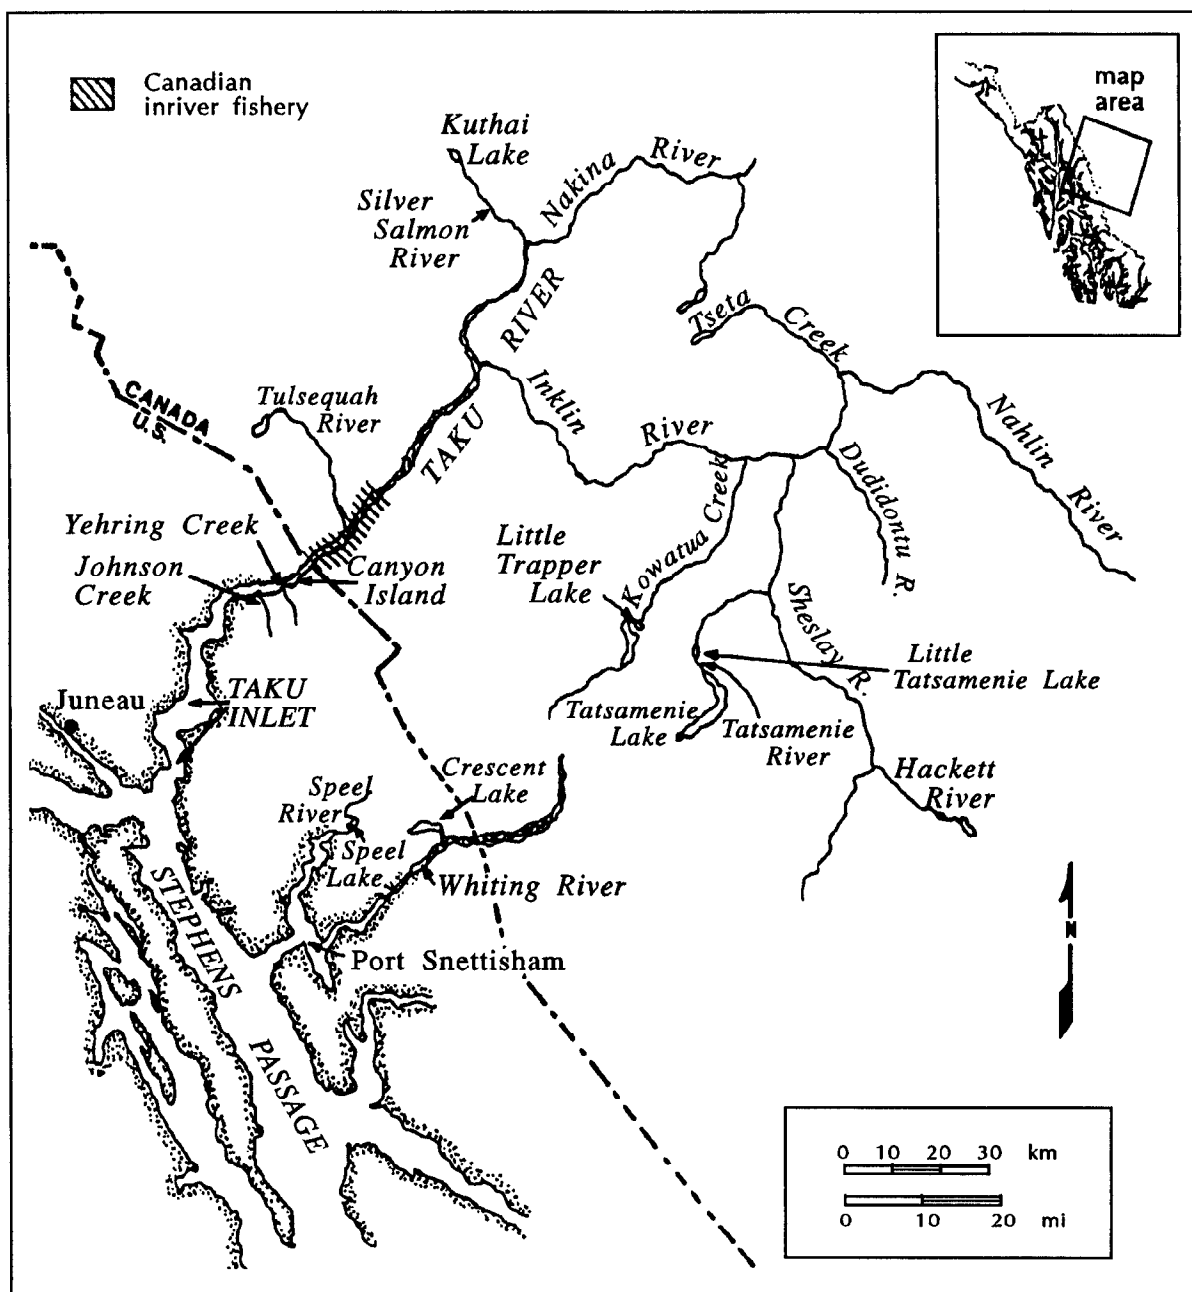 Canadian
inriver fishery
map
area
Kuthai
Lake
Nakina River
Silver
Salmon
River
TAKU RIVER
Tseta Creek
Nahlin River
Inklin River
Dudidontu R.
CANADA
U.S.
Tulsequah
River
Yehring Creek
Johnson
Creek
Canyon
Island
Little
Trapper
Lake
Kowatua Creek
Sheslay R.
Little
Tatsamenie Lake
Tatsamenie
Lake
Tatsamenie
River
Hackett
River
Juneau
TAKU
INLET
Crescent
Lake
Speel
River
Speel
Lake
Whiting River
Port Snettisham
STEPHENS PASSAGE
N
0 10 20 30 km
0 10 20 mi